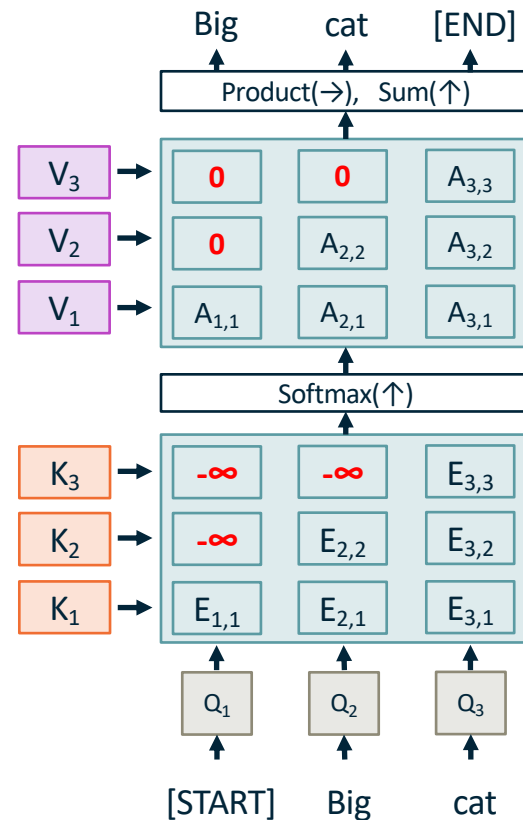 Big cat [END]
Product(→), Sum(↑)
V₃ 0 0 A₃,₃
V₂ 0 A₂,₂ A₃,₂
V₁ A₁,₁ A₂,₁ A₃,₁
Softmax(↑)
K₃ -∞ -∞ E₃,₃
K₂ -∞ E₂,₂ E₃,₂
K₁ E₁,₁ E₂,₁ E₃,₁
Q₁ Q₂ Q₃
[START] Big cat